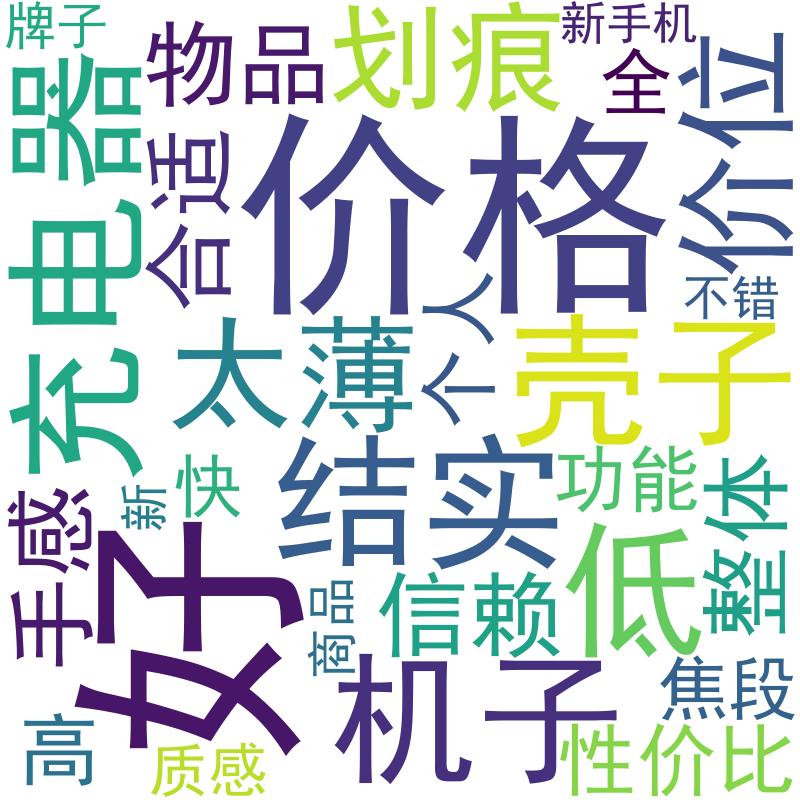 牌子
物品
划痕
新手机
全
价位
充电器
合适
价格
不错
个人
太薄
壳子
结实
功能
快
新
手感
好
整体
低
信赖
商品
机子
焦段
高
质感
性价比